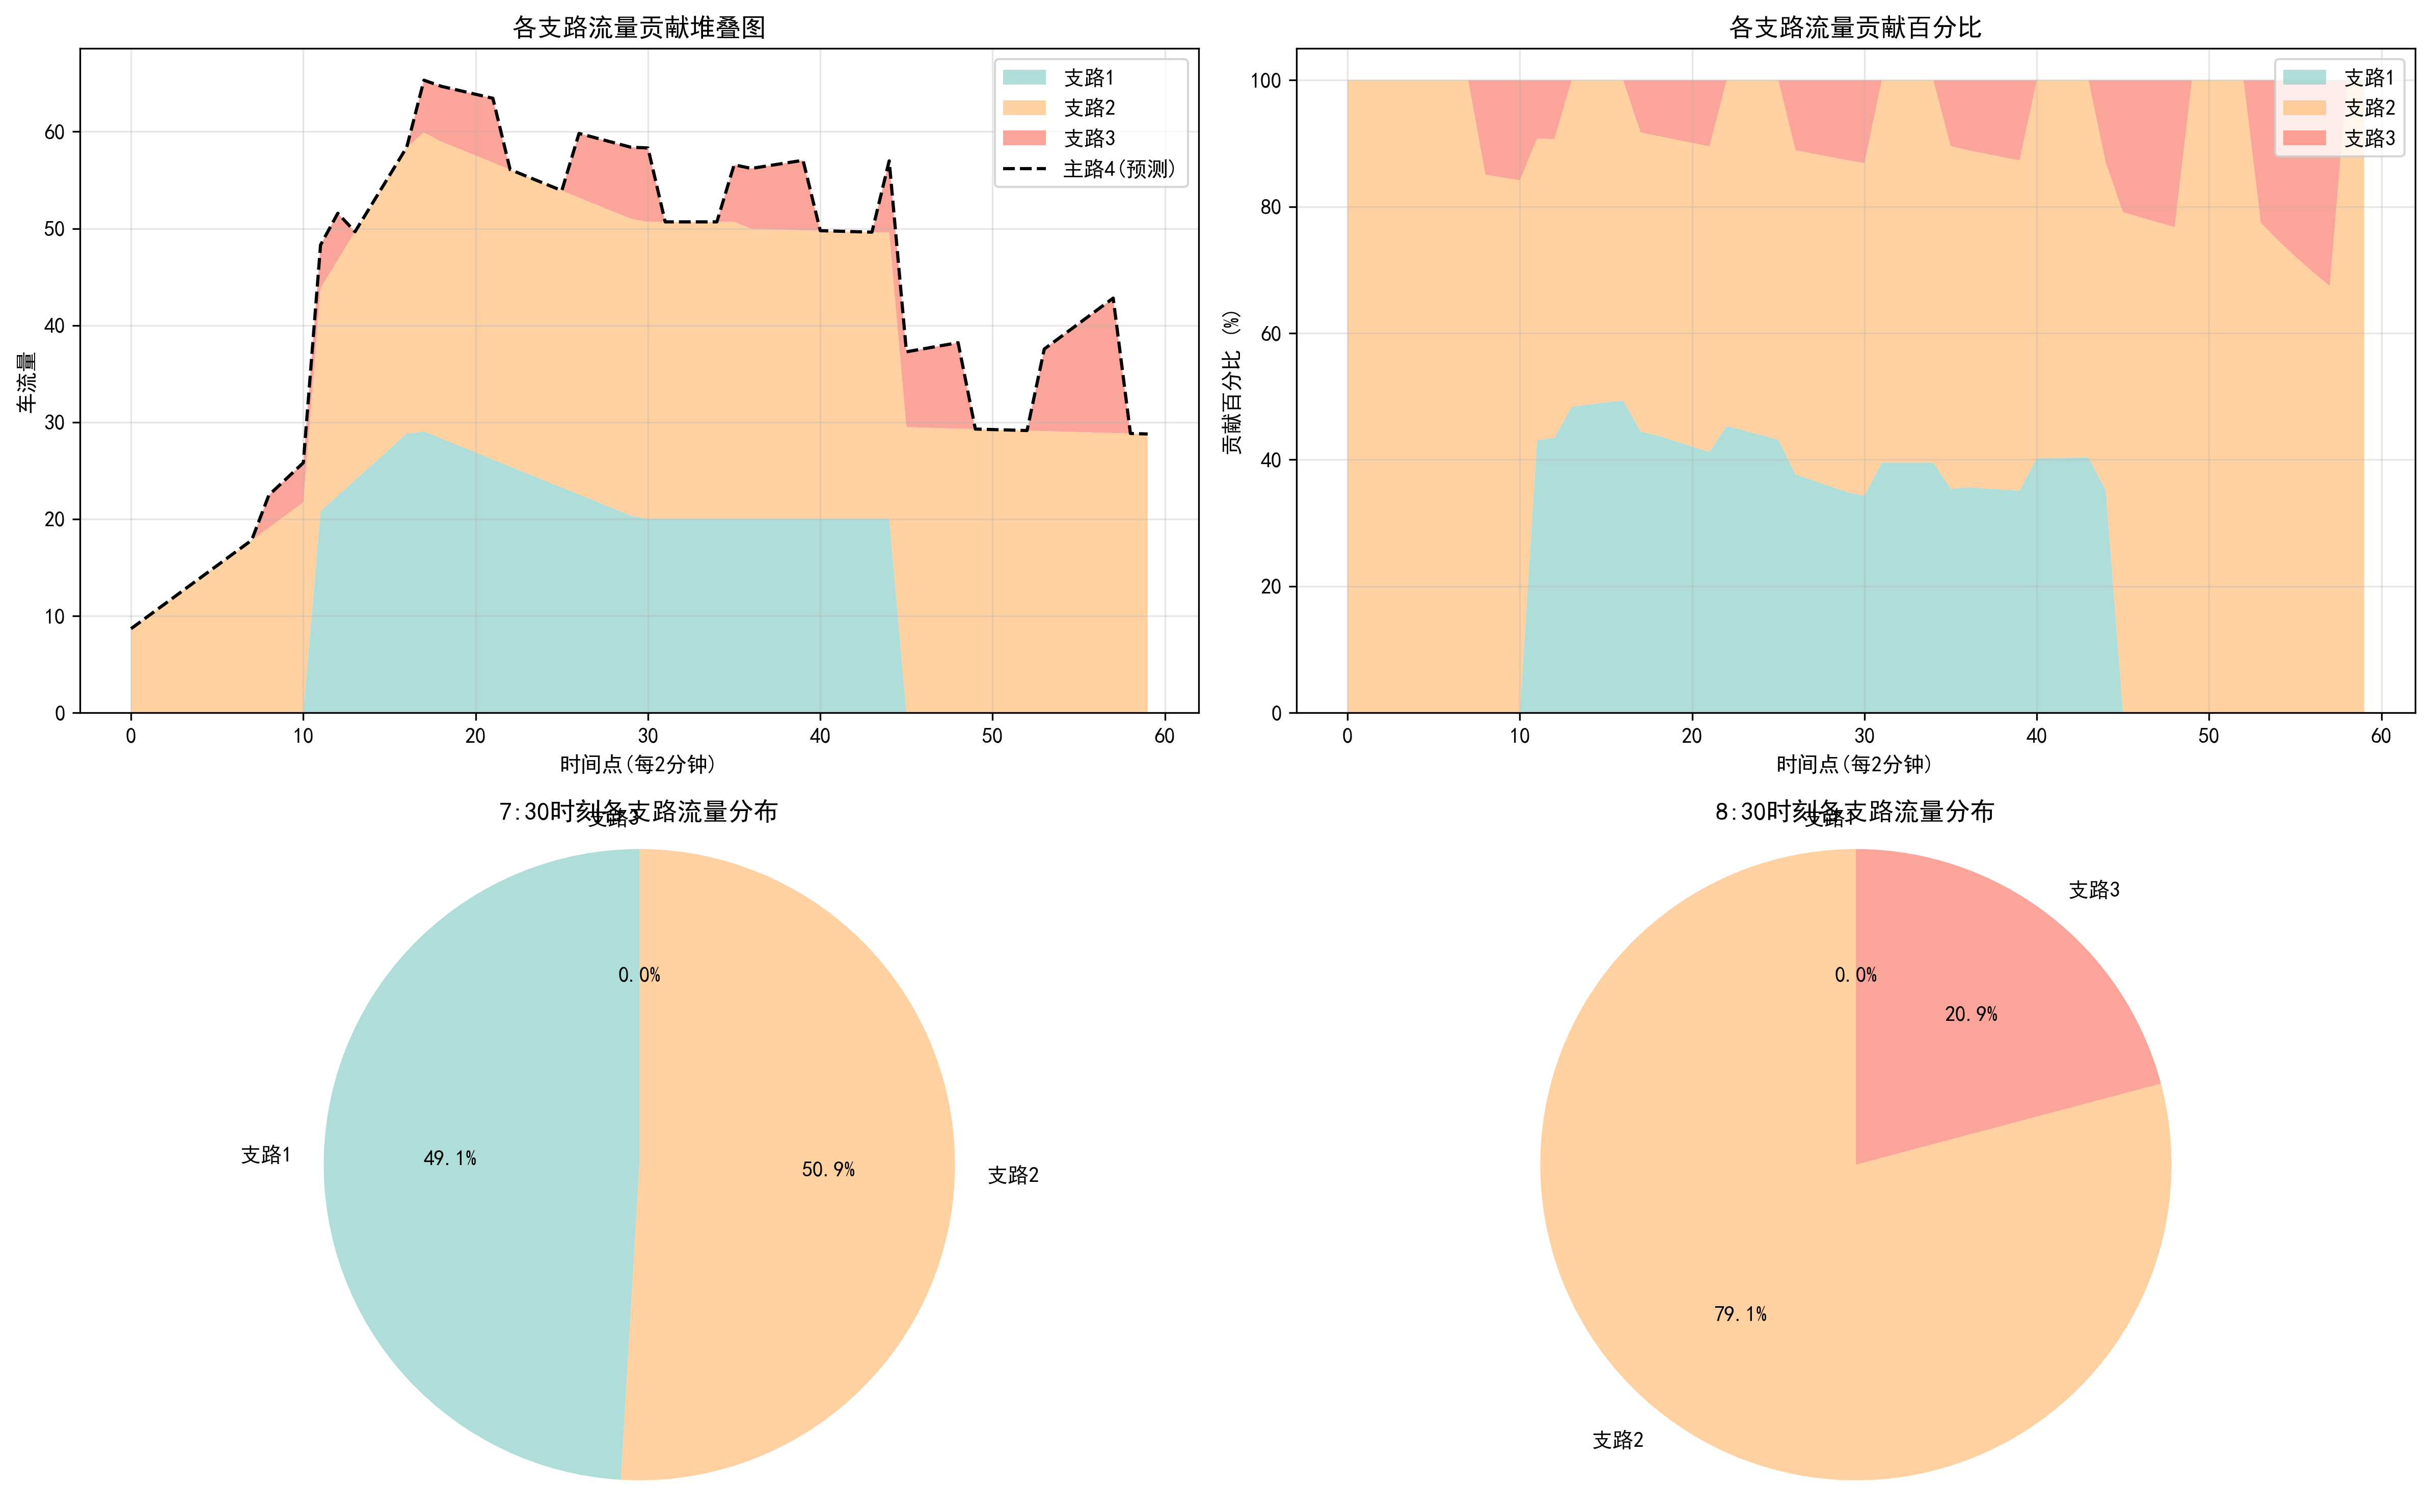 各支路流量贡献堆叠图
车流量
60
50
40
30
20
10
0
支路1
支路2
支路3
主路4(预测)
0 10 20 30 40 50 60
时间点(每2分钟)
各支路流量贡献百分比
贡献百分比 (%)
100
80
60
40
20
0
支路1
支路2
支路3
0 10 20 30 40 50 60
时间点(每2分钟)
7:30时刻各支路流量分布
支路3
0.0%
支路1
49.1%
50.9%
支路2
8:30时刻各支路流量分布
支路1
支路3
0.0%
20.9%
79.1%
支路2